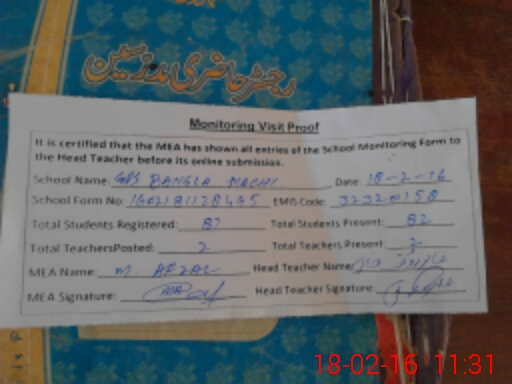 رجسٹر حاضری مدرسین
Monitoring Visit Proof
It is certified that the MEA has shown all entries of the School Monitoring Form to
the Head Teacher before its online submission.
School Name: GPS BANGLA MACHI Date: 18-2-16
School Form No: 1602181128495 EMIS Code: 32320158
Total Students Registered: 87 Total Students Present: 82
Total TeachersPosted: 2 Total Teachers Present: 2
MEA Name: M AFZAL Head Teacher Name:
MEA Signature: Head Teacher Signature:
18-02-16 11:31